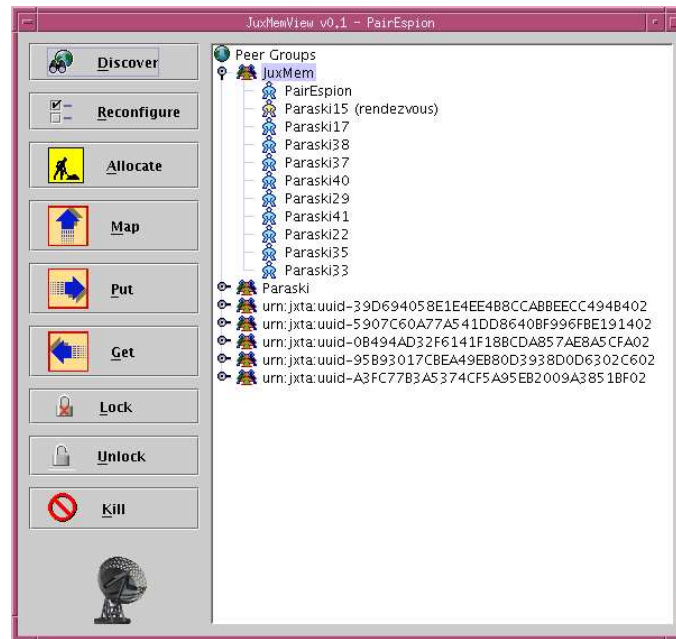 JuxMemView v0.1 - PairEspion
Discover
Reconfigure
Allocate
Map
Put
Get
Lock
Unlock
Kill
Peer Groups
JuxMem
PairEspion
Paraski15 (rendezvous)
Paraski17
Paraski38
Paraski37
Paraski40
Paraski29
Paraski41
Paraski22
Paraski35
Paraski33
Paraski
urn:jxta:uuid-39D694058E1E4EE4B8CCABBEECC494B402
urn:jxta:uuid-5907C60A77A541DD8640BF996FBE191402
urn:jxta:uuid-0B494AD32F6141F18BCDA857AE8A5CFA02
urn:jxta:uuid-95B93017CBEA49EB80D3938D0D6302C602
urn:jxta:uuid-A3FC77B3A5374CF5A95EB2009A3851BF02